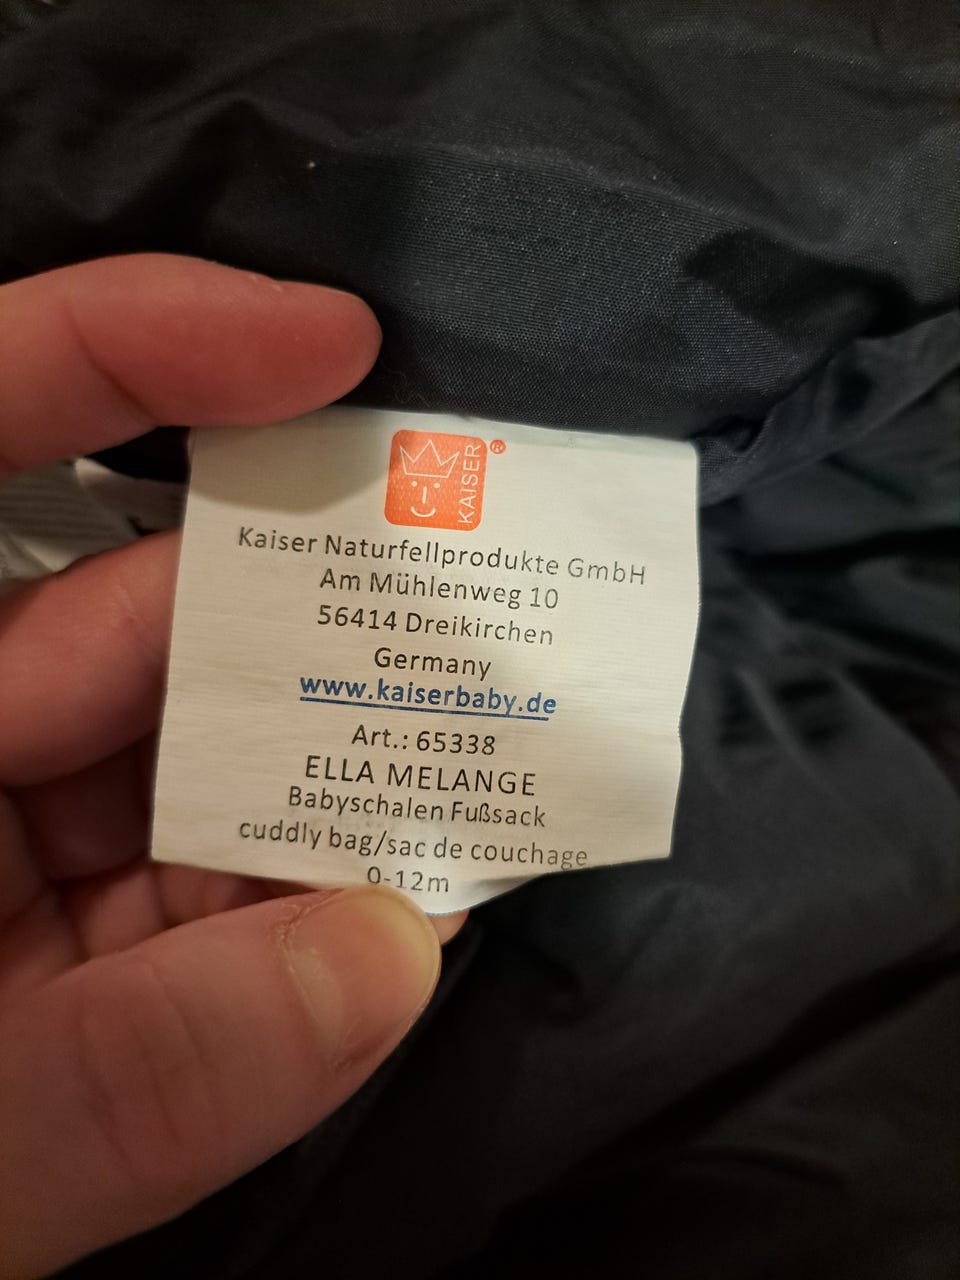 KAISER®
Kaiser Naturfellprodukte GmbH
Am Mühlenweg 10
56414 Dreikirchen
Germany
www.kaiserbaby.de
Art.: 65338
ELLA MELANGE
Babyschalen Fußsack
cuddly bag/sac de couchage
0-12m